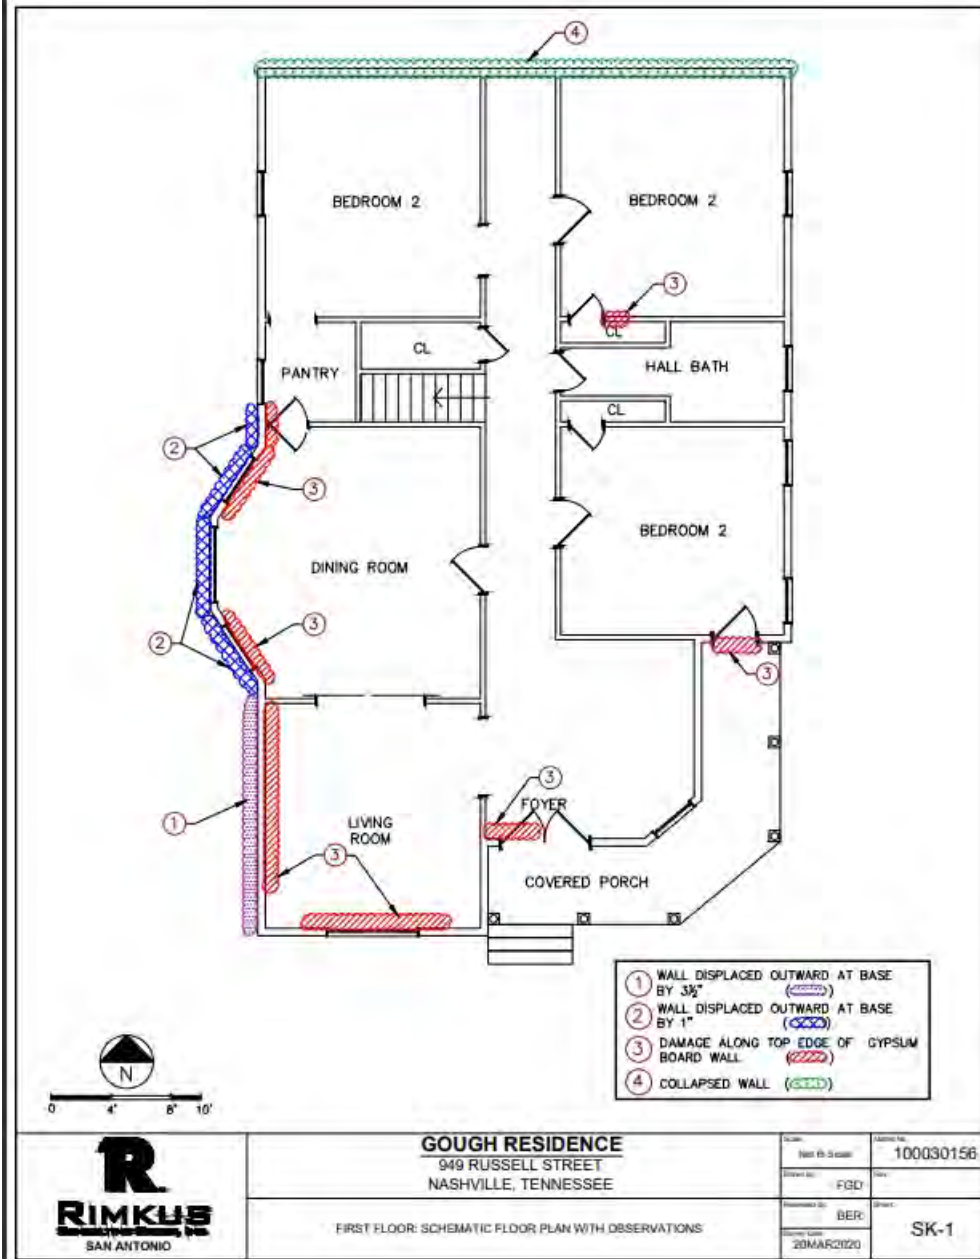 4
BEDROOM 2
BEDROOM 2
3
CL
CL
HALL BATH
PANTRY
CL
2
3
BEDROOM 2
DINING ROOM
3
2
3
3
FOYER
1
LIVING
ROOM
3
COVERED PORCH
1 WALL DISPLACED OUTWARD AT BASE
BY 3½" ( )
2 WALL DISPLACED OUTWARD AT BASE
BY 1" ( )
3 DAMAGE ALONG TOP EDGE OF GYPSUM
BOARD WALL ( )
4 COLLAPSED WALL ( )
N
0 4' 8' 10'
R
RIMKUS
SAN ANTONIO
GOUGH RESIDENCE
949 RUSSELL STREET
NASHVILLE, TENNESSEE
FIRST FLOOR: SCHEMATIC FLOOR PLAN WITH OBSERVATIONS
Not to Scale
100030156
FGD
BER
20MAR2020
SK-1